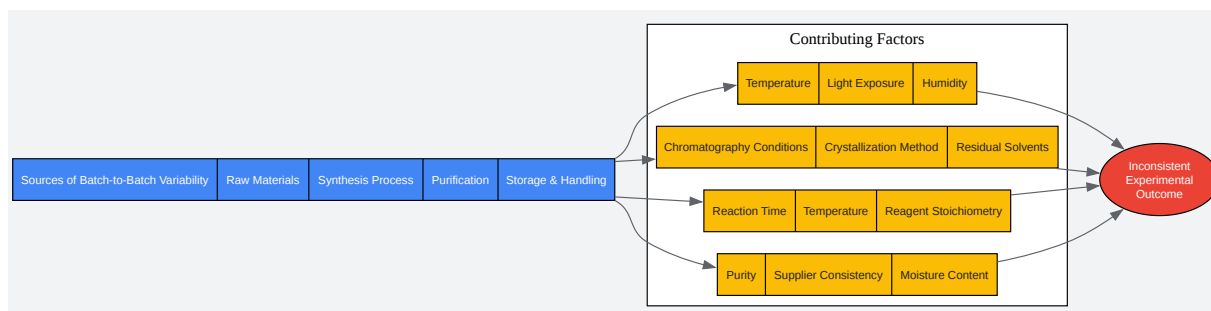 Contributing Factors
Temperature Light Exposure Humidity
Chromatography Conditions Crystallization Method Residual Solvents
Sources of Batch-to-Batch Variability Raw Materials Synthesis Process Purification Storage & Handling
Reaction Time Temperature Reagent Stoichiometry
Purity Supplier Consistency Moisture Content
Inconsistent
Experimental
Outcome